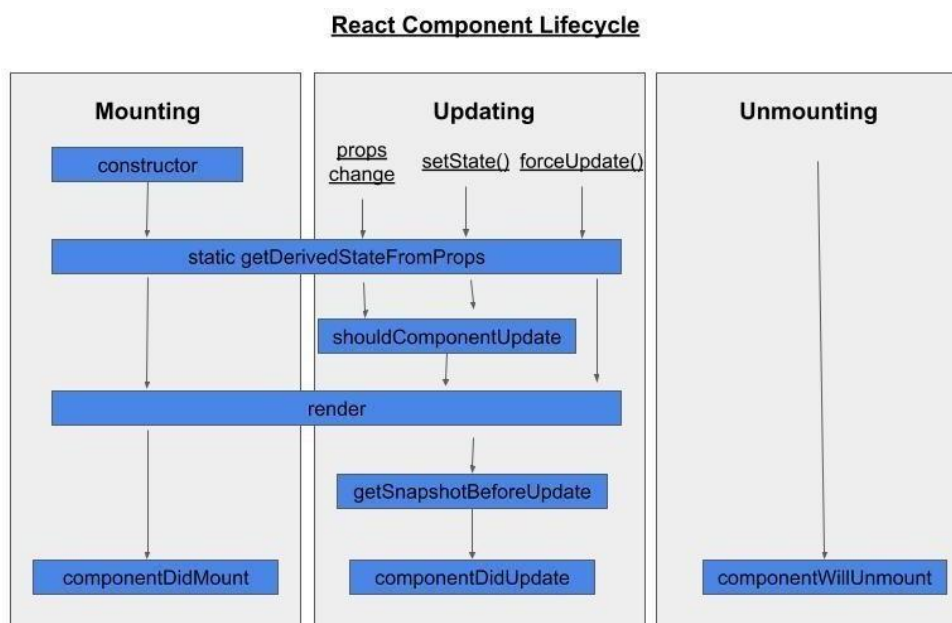 React Component Lifecycle
Mounting
Updating
Unmounting
constructor
props
change
setState()
forceUpdate()
static getDerivedStateFromProps
shouldComponentUpdate
render
getSnapshotBeforeUpdate
componentDidMount
componentDidUpdate
componentWillUnmount